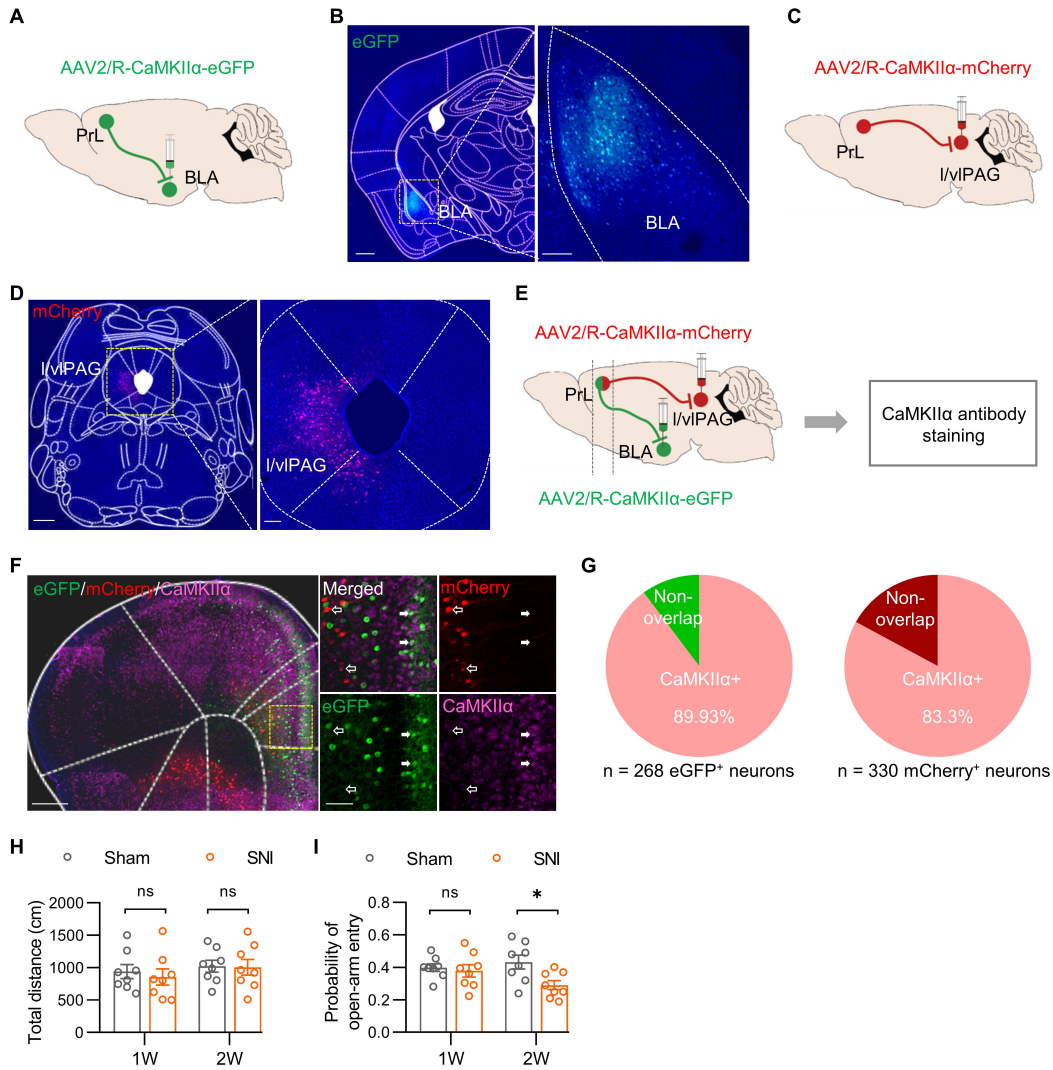 A
AAV2/R-CaMKIIα-eGFP
PrL
BLA
B
eGFP
BLA
BLA
C
AAV2/R-CaMKIIα-mCherry
PrL
l/vlPAG
D
mCherry
l/vlPAG
l/vlPAG
E
AAV2/R-CaMKIIα-mCherry
PrL
l/vlPAG
BLA
AAV2/R-CaMKIIα-eGFP
CaMKIIα antibody
staining
F
eGFP/mCherry/CaMKIIα
Merged
mCherry
eGFP
CaMKIIα
G
Non-
overlap
CaMKIIα+
89.93%
n = 268 eGFP⁺ neurons
Non-
overlap
CaMKIIα+
83.3%
n = 330 mCherry⁺ neurons
H
Sham
SNI
Total distance (cm)
2000
1500
1000
500
0
ns
ns
1W
2W
I
Sham
SNI
Probability of
open-arm entry
0.8
0.6
0.4
0.2
0.0
ns
*
1W
2W